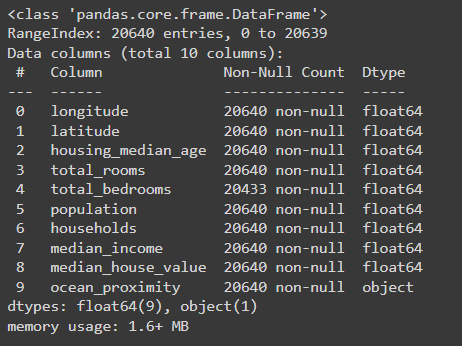 <class 'pandas.core.frame.DataFrame'>
RangeIndex: 20640 entries, 0 to 20639
Data columns (total 10 columns):
 #   Column              Non-Null Count  Dtype
---  ------              --------------  -----
 0   longitude           20640 non-null  float64
 1   latitude            20640 non-null  float64
 2   housing_median_age  20640 non-null  float64
 3   total_rooms         20640 non-null  float64
 4   total_bedrooms      20433 non-null  float64
 5   population          20640 non-null  float64
 6   households          20640 non-null  float64
 7   median_income       20640 non-null  float64
 8   median_house_value  20640 non-null  float64
 9   ocean_proximity     20640 non-null  object
dtypes: float64(9), object(1)
memory usage: 1.6+ MB